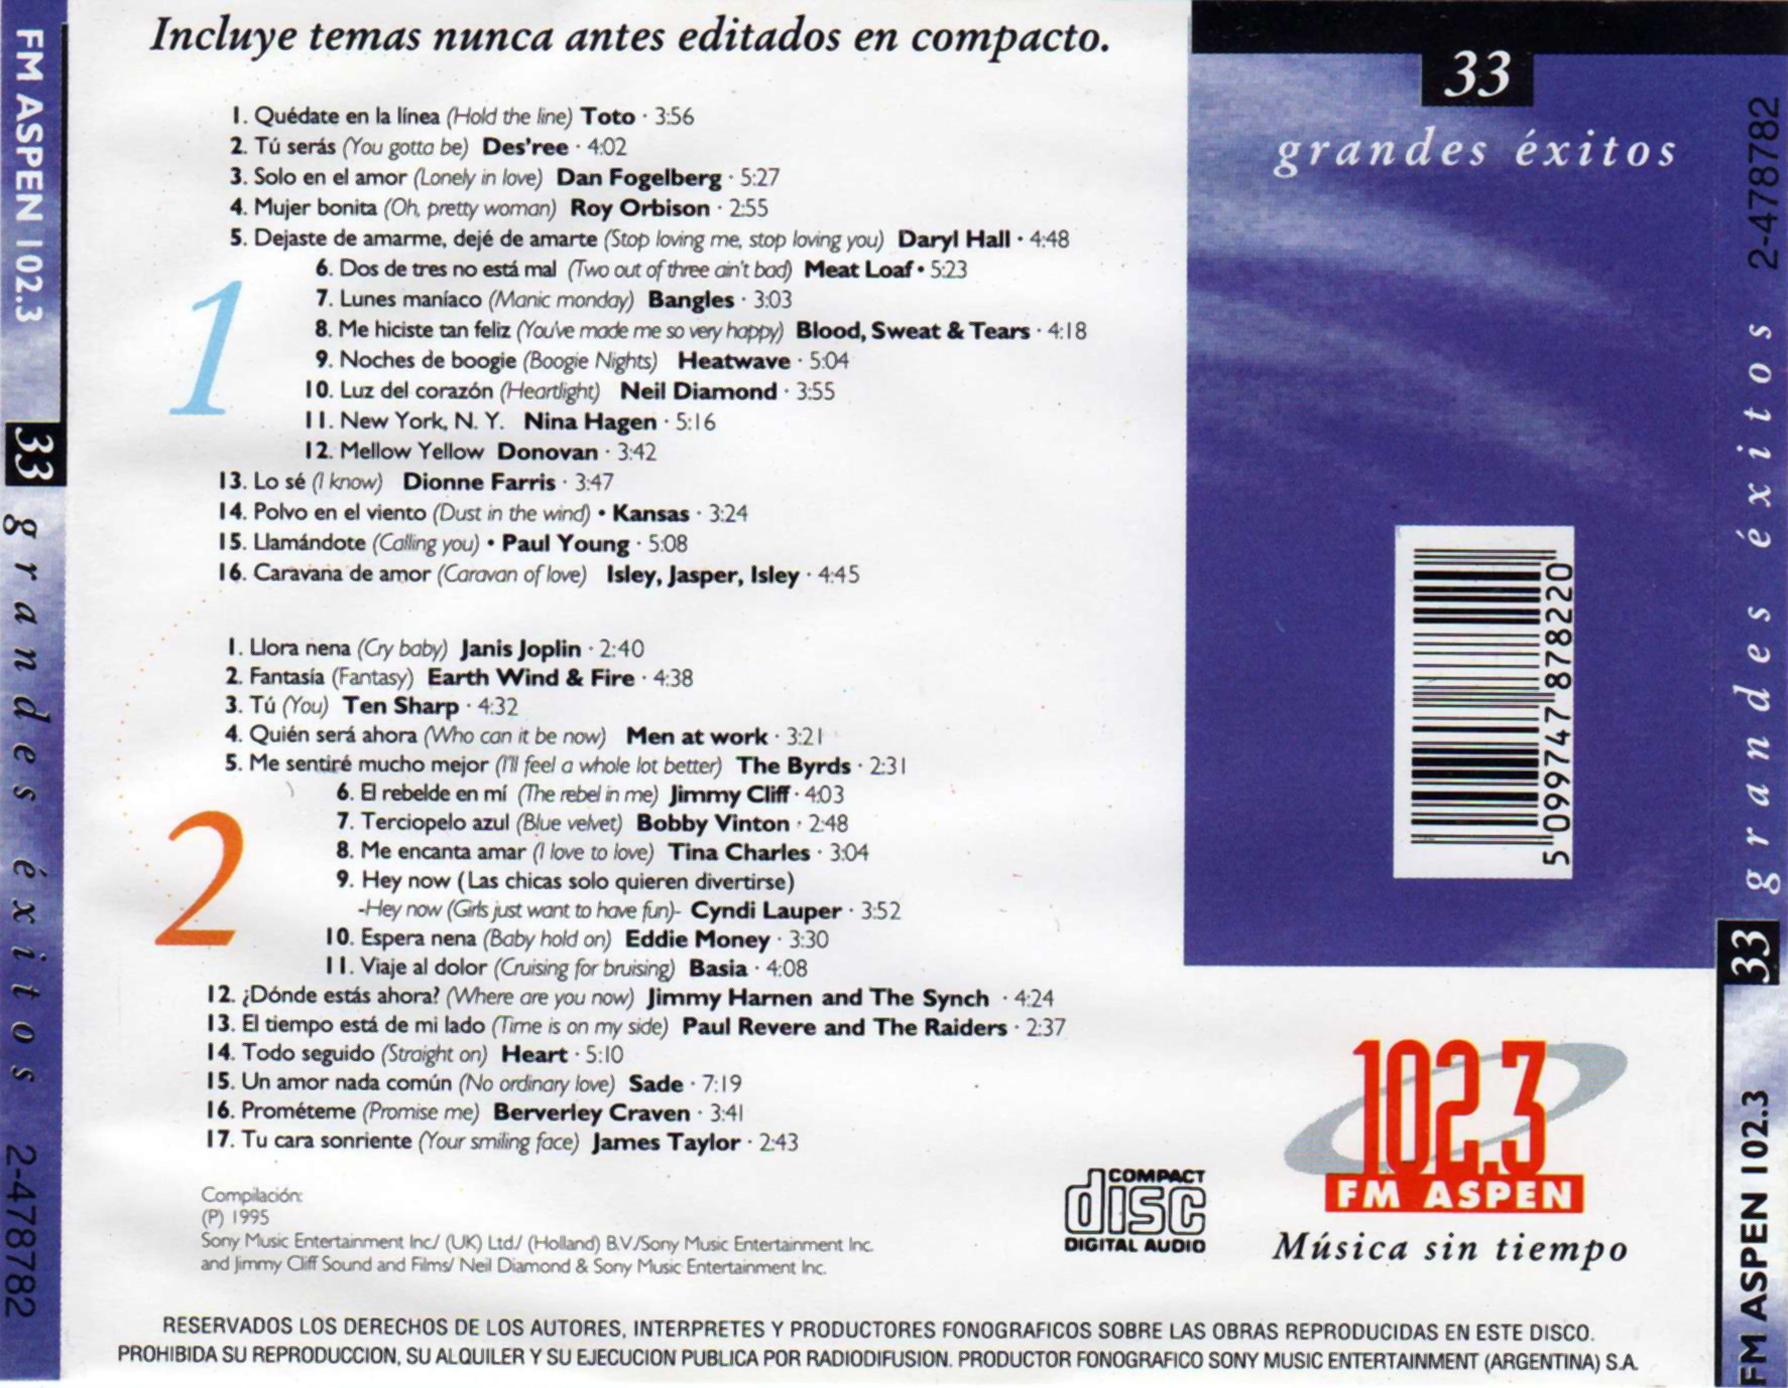 Incluye temas nunca antes editados en compacto.
1. Quédate en la línea (Hold the line) Toto · 3:56
2. Tú serás (You gotta be) Des'ree · 4:02
3. Solo en el amor (Lonely in love) Dan Fogelberg · 5:27
4. Mujer bonita (Oh, pretty woman) Roy Orbison · 2:55
5. Dejaste de amarme, dejé de amarte (Stop loving me, stop loving you) Daryl Hall · 4:48
6. Dos de tres no está mal (Two out of three ain't bad) Meat Loaf • 5:23
7. Lunes maníaco (Manic monday) Bangles · 3:03
8. Me hiciste tan feliz (You've made me so very happy) Blood, Sweat & Tears · 4:18
9. Noches de boogie (Boogie Nights) Heatwave · 5:04
10. Luz del corazón (Heartlight) Neil Diamond · 3:55
11. New York, N. Y. Nina Hagen · 5:16
12. Mellow Yellow Donovan · 3:42
13. Lo sé (I know) Dionne Farris · 3:47
14. Polvo en el viento (Dust in the wind) • Kansas · 3:24
15. Llamándote (Calling you) • Paul Young · 5:08
16. Caravana de amor (Caravan of love) Isley, Jasper, Isley · 4:45
1
1. Llora nena (Cry baby) Janis Joplin · 2:40
2. Fantasía (Fantasy) Earth Wind & Fire · 4:38
3. Tú (You) Ten Sharp · 4:32
4. Quién será ahora (Who can it be now) Men at work · 3:21
5. Me sentiré mucho mejor (I'll feel a whole lot better) The Byrds · 2:31
6. El rebelde en mí (The rebel in me) Jimmy Cliff · 4:03
7. Terciopelo azul (Blue velvet) Bobby Vinton · 2:48
8. Me encanta amar (I love to love) Tina Charles · 3:04
9. Hey now (Las chicas solo quieren divertirse)
-Hey now (Girls just want to have fun)- Cyndi Lauper · 3:52
10. Espera nena (Baby hold on) Eddie Money · 3:30
11. Viaje al dolor (Cruising for bruising) Basia · 4:08
12. ¿Dónde estás ahora? (Where are you now) Jimmy Harnen and The Synch · 4:24
13. El tiempo está de mi lado (Time is on my side) Paul Revere and The Raiders · 2:37
14. Todo seguido (Straight on) Heart · 5:10
15. Un amor nada común (No ordinary love) Sade · 7:19
16. Prométeme (Promise me) Berverley Craven · 3:41
17. Tu cara sonriente (Your smiling face) James Taylor · 2:43
2
Compilación:
(P) 1995
Sony Music Entertainment Inc./ (UK) Ltd./ (Holland) B.V./Sony Music Entertainment Inc.
and Jimmy Cliff Sound and Films/ Neil Diamond & Sony Music Entertainment Inc.
COMPACT
disc
DIGITAL AUDIO
33
grandes éxitos
5 099747 878220
102.3
FM ASPEN
Música sin tiempo
RESERVADOS LOS DERECHOS DE LOS AUTORES, INTERPRETES Y PRODUCTORES FONOGRAFICOS SOBRE LAS OBRAS REPRODUCIDAS EN ESTE DISCO.
PROHIBIDA SU REPRODUCCION, SU ALQUILER Y SU EJECUCION PUBLICA POR RADIODIFUSION. PRODUCTOR FONOGRAFICO SONY MUSIC ENTERTAINMENT (ARGENTINA) S.A.
FM ASPEN 102.3 33 grandes éxitos 2-478782
FM ASPEN 102.3 33 grandes éxitos 2-478782